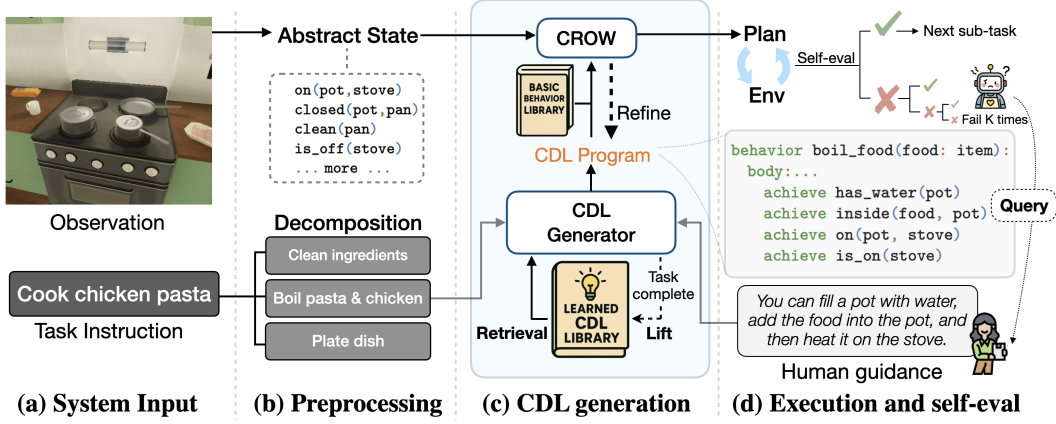 Observation
Cook chicken pasta
Task Instruction
(a) System Input
Abstract State
on(pot,stove)
closed(pot,pan)
clean(pan)
is_off(stove)
... more ...
Decomposition
Clean ingredients
Boil pasta & chicken
Plate dish
(b) Preprocessing
CROW
BASIC
BEHAVIOR
LIBRARY
Refine
CDL Program
CDL
Generator
Retrieval
LEARNED
CDL
LIBRARY
Task
complete
Lift
(c) CDL generation
Plan
Env
Self-eval
Next sub-task
Fail K times
behavior boil_food(food: item):
body:...
achieve has_water(pot)
achieve inside(food, pot)
achieve on(pot, stove)
achieve is_on(stove)
Query
You can fill a pot with water,
add the food into the pot, and
then heat it on the stove.
Human guidance
(d) Execution and self-eval